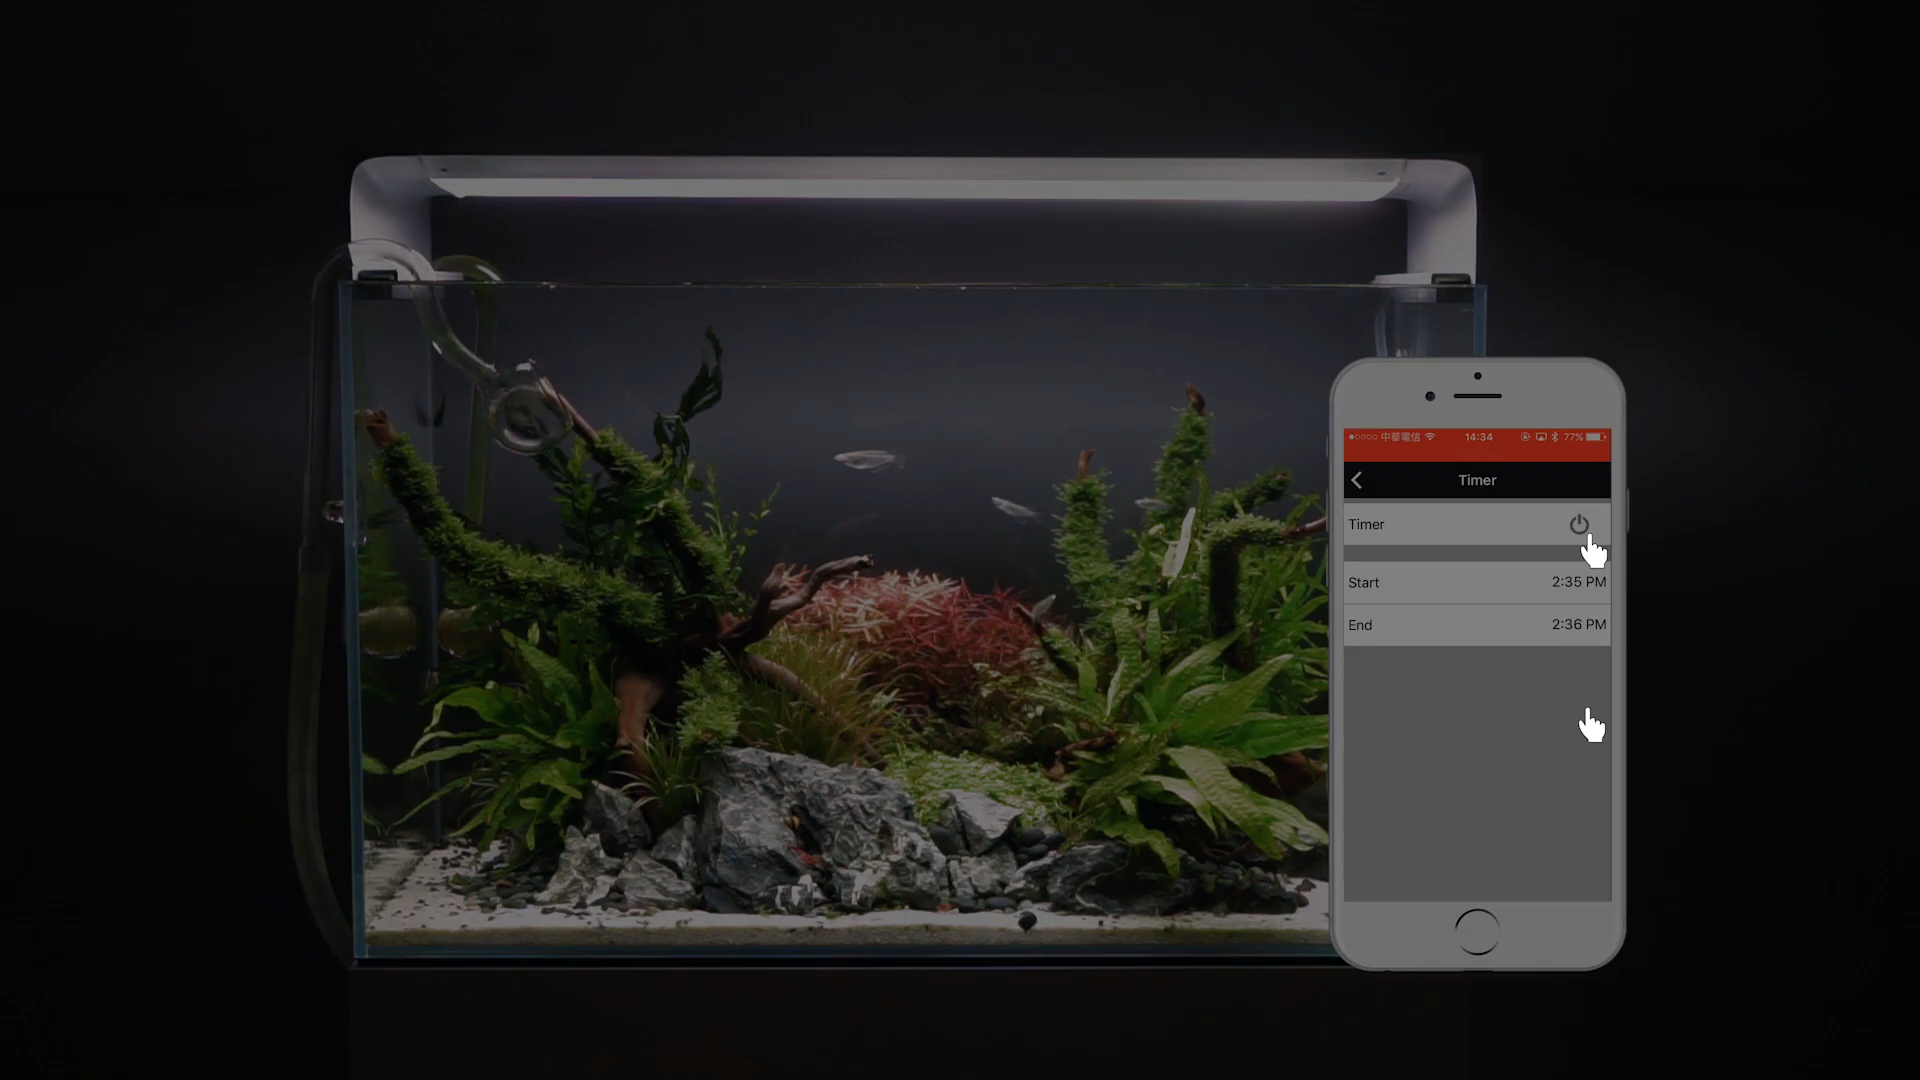 中華電信 14:34 77%
Timer
Timer
Start 2:35 PM
End 2:36 PM